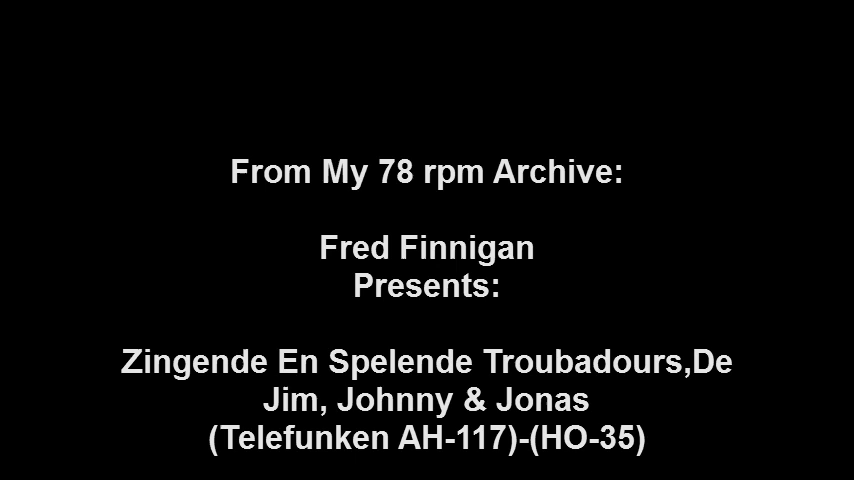 From My 78 rpm Archive:
Fred Finnigan
Presents:
Zingende En Spelende Troubadours,De
Jim, Johnny & Jonas
(Telefunken AH-117)-(HO-35)